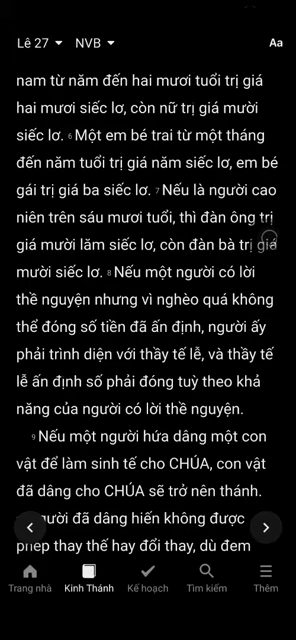 Lê 27 NVB Aa
nam từ năm đến hai mươi tuổi trị giá
hai mươi siếc lơ, còn nữ trị giá mười
siếc lơ. 6 Một em bé trai từ một tháng
đến năm tuổi trị giá năm siếc lơ, em bé
gái trị giá ba siếc lơ. 7 Nếu là người cao
niên trên sáu mươi tuổi, thì đàn ông trị
giá mười lăm siếc lơ, còn đàn bà trị giá
mười siếc lơ. 8 Nếu một người có lời
thề nguyện nhưng vì nghèo quá không
thể đóng số tiền đã ấn định, người ấy
phải trình diện với thầy tế lễ, và thầy tế
lễ ấn định số phải đóng tuỳ theo khả
năng của người có lời thề nguyện.
9 Nếu một người hứa dâng một con
vật để làm sinh tế cho CHÚA, con vật
đã dâng cho CHÚA sẽ trở nên thánh.
người đã dâng hiến không được
phép thay thế hay đổi thay, dù đem
Trang nhà Kinh Thánh Kế hoạch Tìm kiếm Thêm